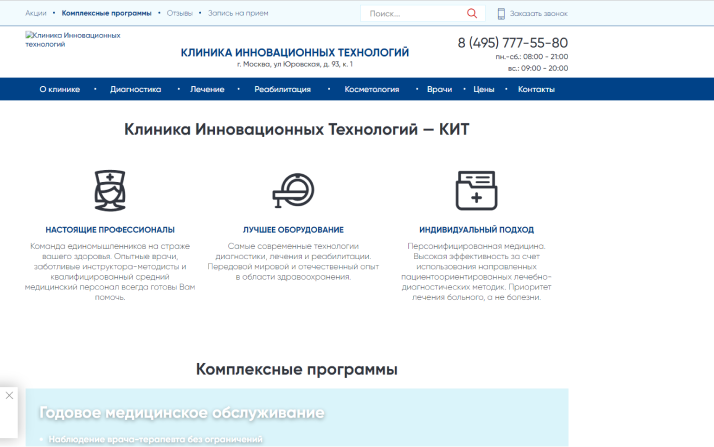 Акции • Комплексные программы • Отзывы • Запись на прием
Поиск...
Заказать звонок
Клиника Инновационных технологий
КЛИНИКА ИННОВАЦИОННЫХ ТЕХНОЛОГИЙ
г. Москва, ул Юровская, д. 93, к. 1
8 (495) 777-55-80
пн.-сб.: 08:00 - 21:00
вс.: 09:00 - 20:00
О клинике • Диагностика • Лечение • Реабилитация • Косметология • Врачи • Цены • Контакты
Клиника Инновационных Технологий — КИТ
НАСТОЯЩИЕ ПРОФЕССИОНАЛЫ
Команда единомышленников на страже
вашего здоровья. Опытные врачи,
заботливые инструктора-методисты и
квалифицированный средний
медицинский персонал всегда готовы Вам
помочь.
ЛУЧШЕЕ ОБОРУДОВАНИЕ
Самые современные технологии
диагностики, лечения и реабилитации.
Передовой мировой и отечественный опыт
в области здравоохранения.
ИНДИВИДУАЛЬНЫЙ ПОДХОД
Персонифицированная медицина.
Высокая эффективность за счет
использования направленных
пациентоориентированных лечебно-
диагностических методик. Приоритет
лечения больного, а не болезни.
Комплексные программы
Годовое медицинское обслуживание
Наблюдение врача-терапевта без ограничений